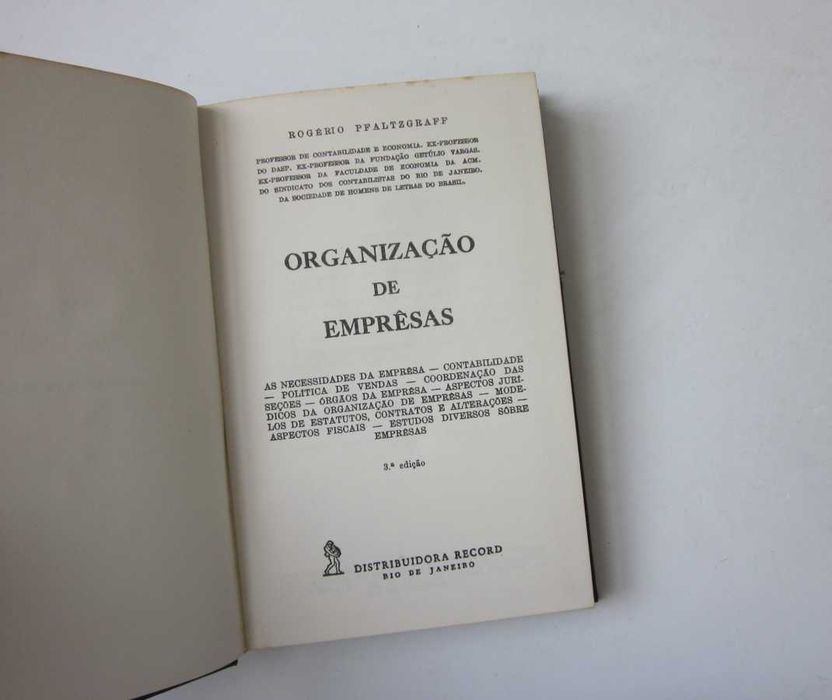 ROGÉRIO PFALTZGRAFF
PROFESSOR DE CONTABILIDADE E ECONOMIA. EX-PROFESSOR
DO DASP. EX-PROFESSOR DA FUNDAÇÃO GETÚLIO VARGAS.
EX-PROFESSOR DA FACULDADE DE ECONOMIA DA ACM.
DO SINDICATO DOS CONTABILISTAS DO RIO DE JANEIRO.
DA SOCIEDADE DE HOMENS DE LETRAS DO BRASIL.
ORGANIZAÇÃO
DE
EMPRÊSAS
AS NECESSIDADES DA EMPRÊSA — CONTABILIDADE
— POLÍTICA DE VENDAS — COORDENAÇÃO DAS
SEÇÕES — ÓRGÃOS DA EMPRÊSA — ASPECTOS JURÍ-
DICOS DA ORGANIZAÇÃO DE EMPRÊSAS — MODE-
LOS DE ESTATUTOS, CONTRATOS E ALTERAÇÕES —
ASPECTOS FISCAIS — ESTUDOS DIVERSOS SÔBRE
EMPRÊSAS
3.ª edição
DISTRIBUIDORA RECORD
RIO DE JANEIRO